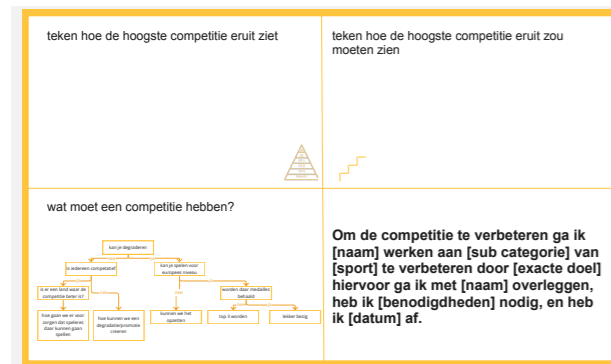 teken hoe de hoogste competitie eruit ziet
teken hoe de hoogste competitie eruit zou
moeten zien
wat moet een competitie hebben?
kan je degraderen
is iedereen competatief
kan je spelen voor
europees niveau
is er een land waar de
competitie beter is?
worden daar medailles
behaald
hoe gaan we er voor
zorgen dat spelers
daar kunnen gaan
spellen
hoe kunnen we een
degradatie/promotie
creeren
kunnen we het
opzetten
top 3 worden
lekker bezig
Om de competitie te verbeteren ga ik
[naam] werken aan [sub categorie] van
[sport] te verbeteren door [exacte doel]
hiervoor ga ik met [naam] overleggen,
heb ik [benodigdheden] nodig, en heb
ik [datum] af.